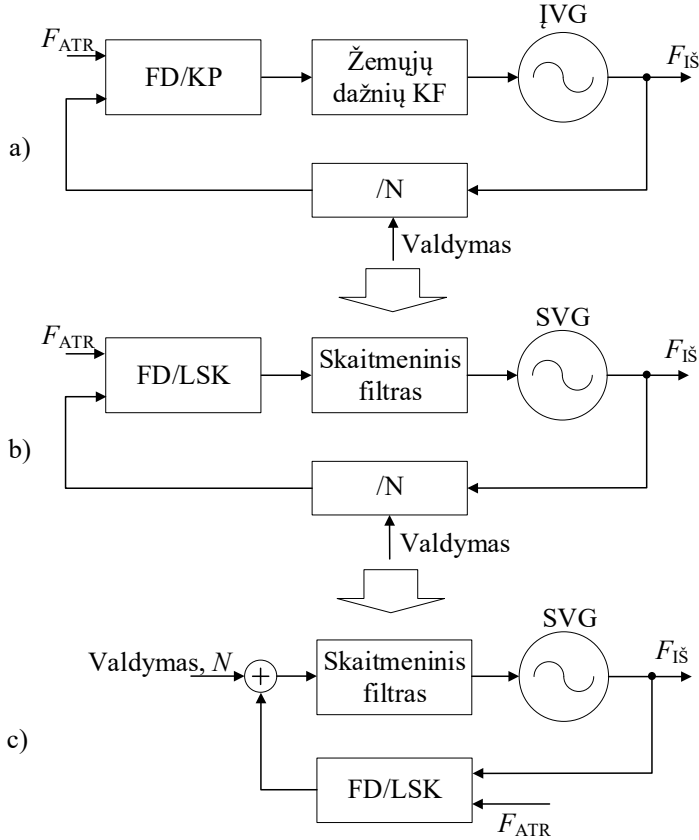 ĮVG
F_ATR
F_IŠ
FD/KP
Žemųjų
dažnių KF
a)
/N
Valdymas
SVG
F_ATR
F_IŠ
FD/LSK
Skaitmeninis
filtras
b)
/N
Valdymas
SVG
F_IŠ
Valdymas, N
+
Skaitmeninis
filtras
c)
FD/LSK
F_ATR